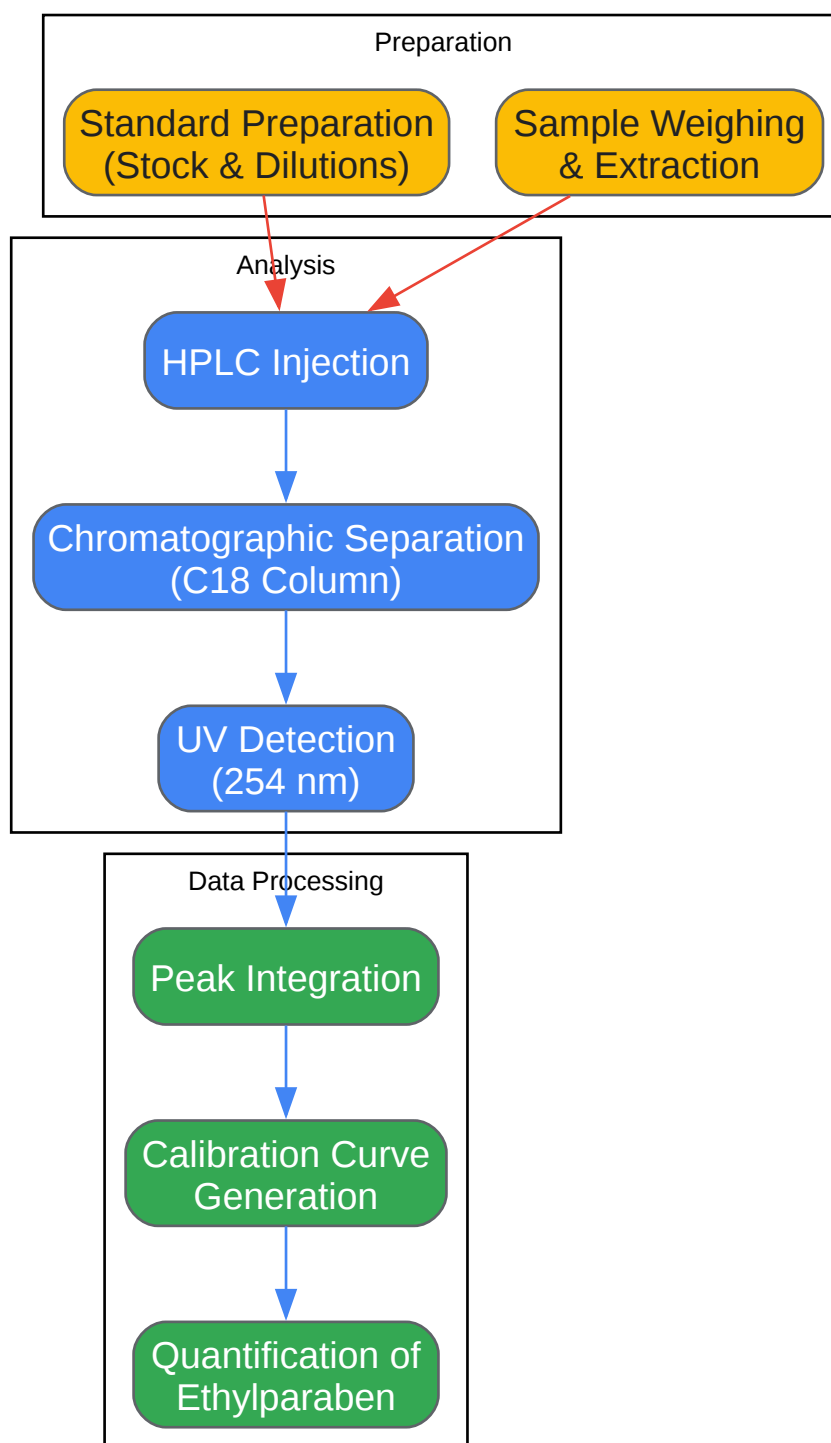 Preparation
Standard Preparation
(Stock & Dilutions)
Sample Weighing
& Extraction
Analysis
HPLC Injection
Chromatographic Separation
(C18 Column)
UV Detection
(254 nm)
Data Processing
Peak Integration
Calibration Curve
Generation
Quantification of
Ethylparaben